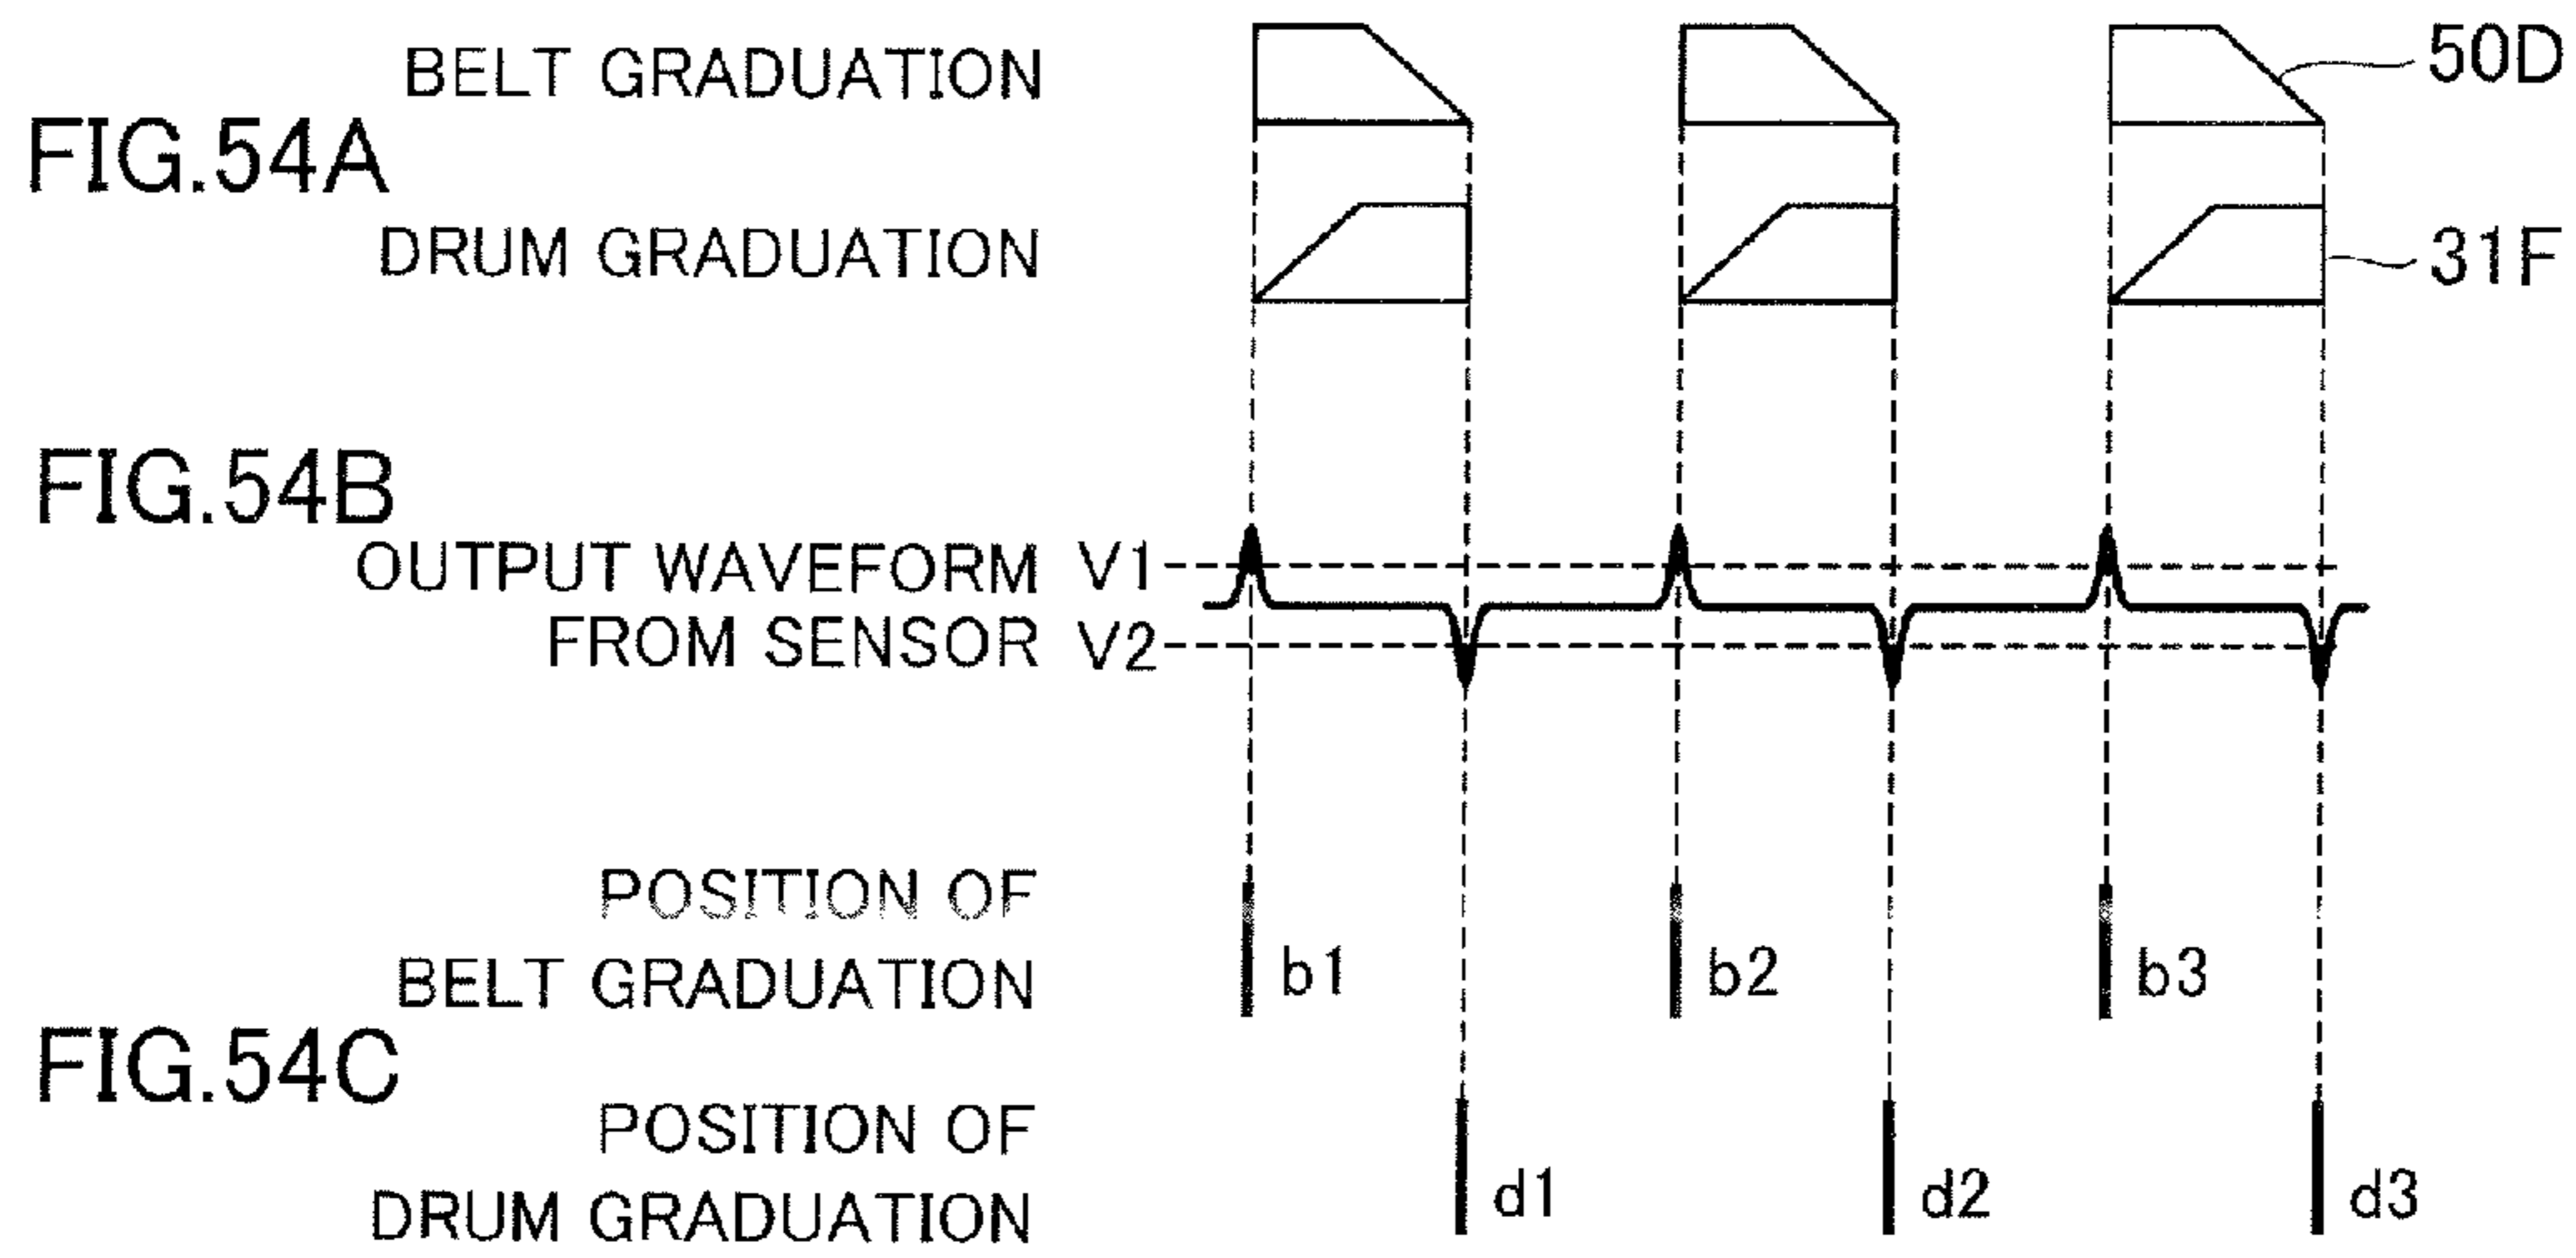 BELT GRADUATION
50D
FIG.54A
DRUM GRADUATION
31F
FIG.54B
OUTPUT WAVEFORM V1
FROM SENSOR V2
POSITION OF
BELT GRADUATION
b1 b2 b3
FIG.54C
POSITION OF
DRUM GRADUATION
d1 d2 d3